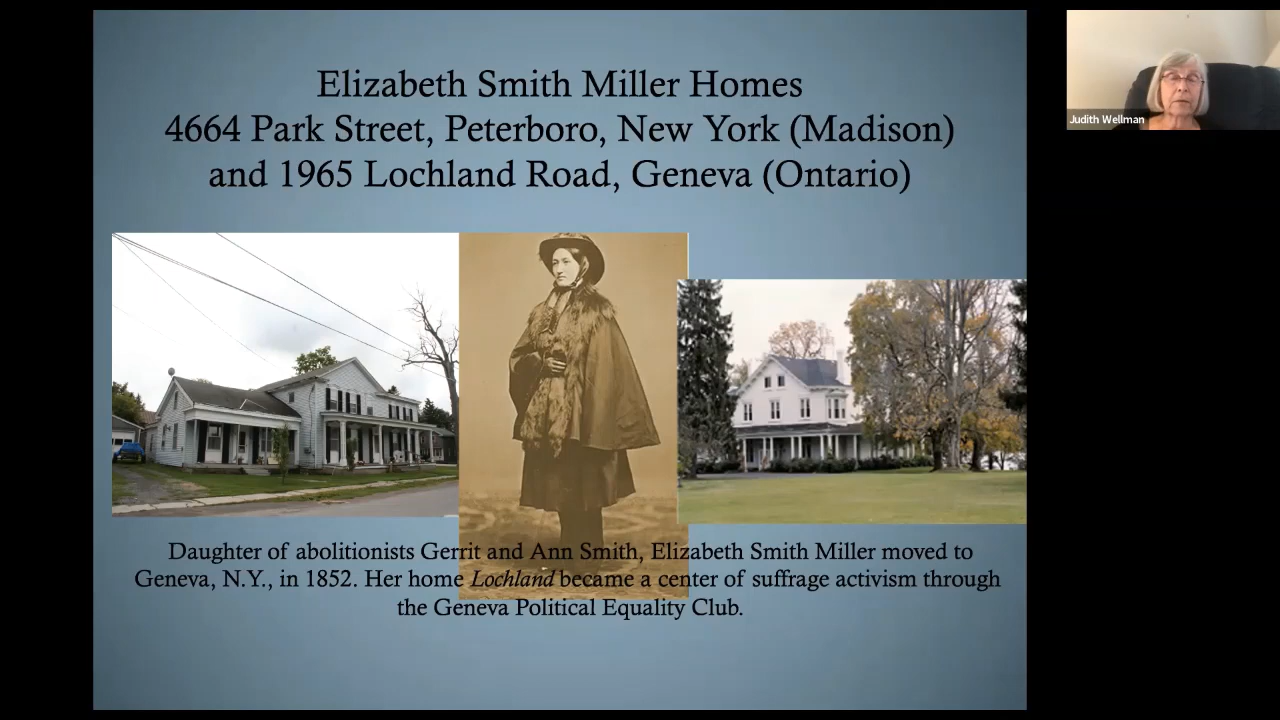 Elizabeth Smith Miller Homes
4664 Park Street, Peterboro, New York (Madison)
and 1965 Lochland Road, Geneva (Ontario)
Daughter of abolitionists Gerrit and Ann Smith, Elizabeth Smith Miller moved to
Geneva, N.Y., in 1852. Her home Lochland became a center of suffrage activism through
the Geneva Political Equality Club.
Judith Wellman